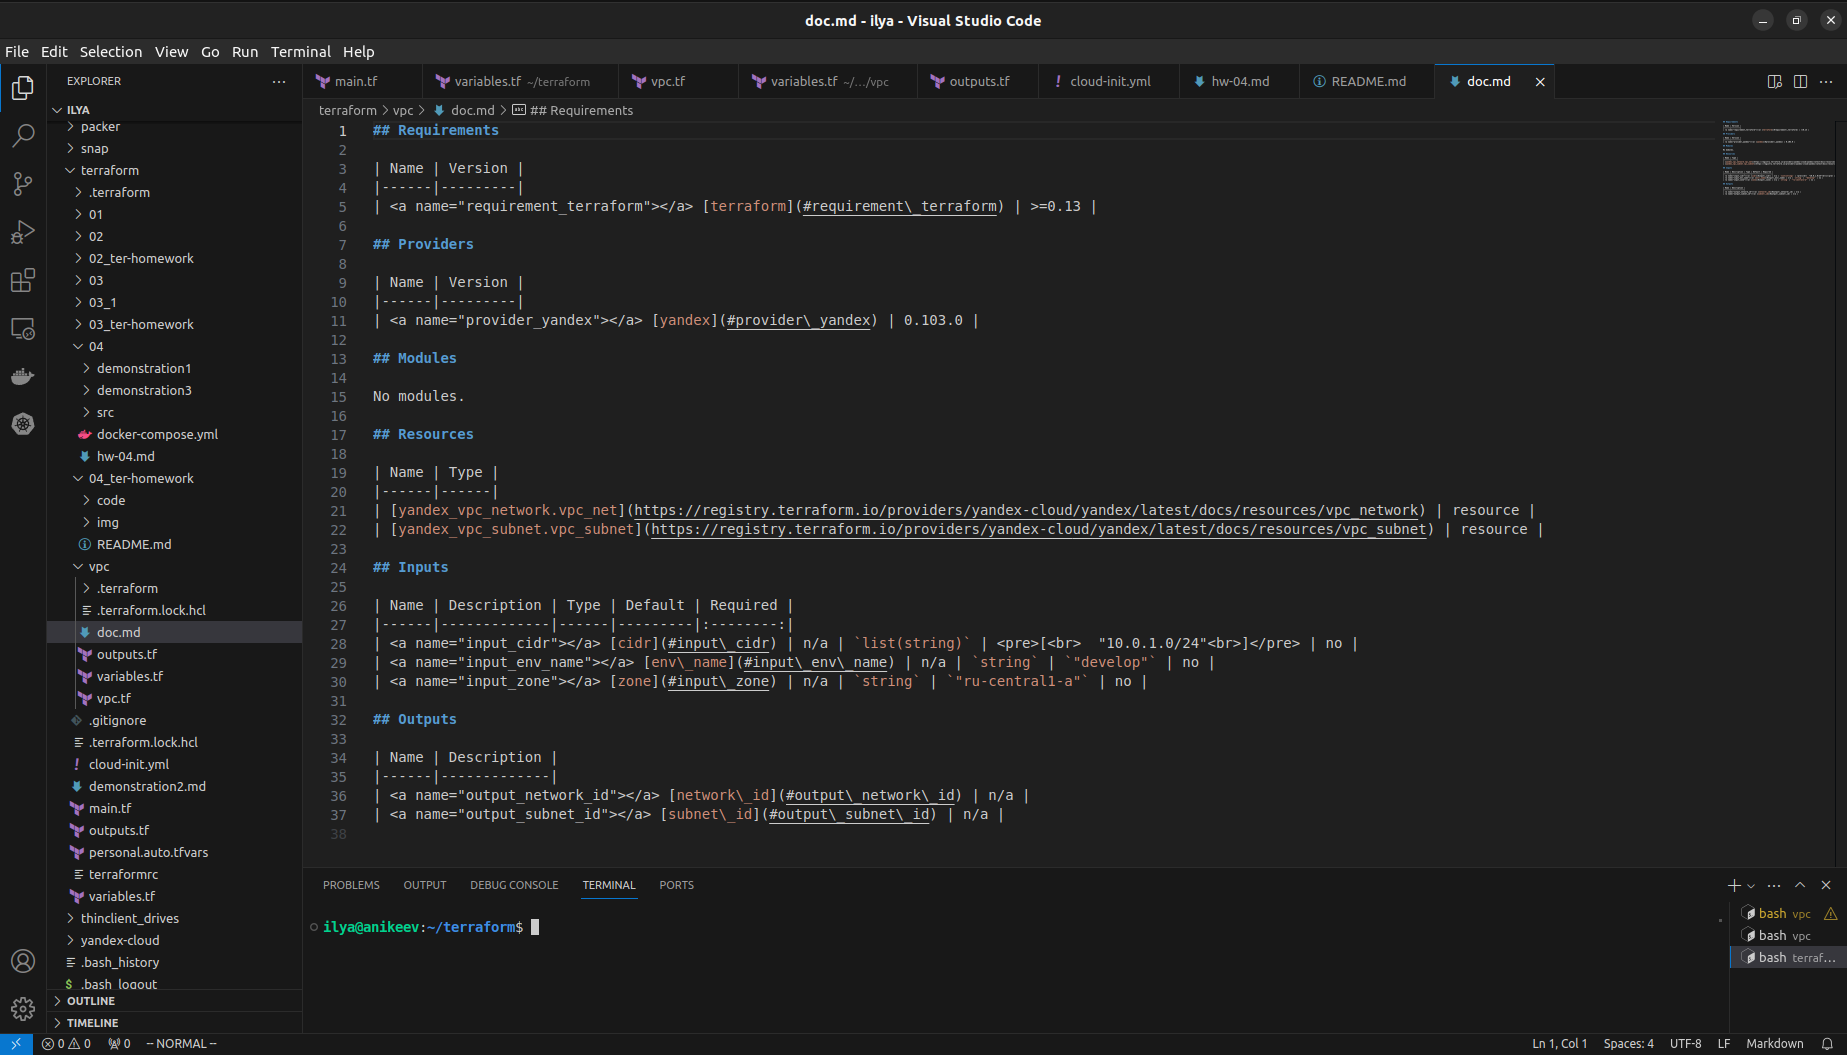 doc.md - ilya - Visual Studio Code
File Edit Selection View Go Run Terminal Help
EXPLORER
ILYA
packer
snap
terraform
.terraform
01
02
02_ter-homework
03
03_1
03_ter-homework
04
demonstration1
demonstration3
src
docker-compose.yml
hw-04.md
04_ter-homework
code
img
README.md
vpc
.terraform
.terraform.lock.hcl
doc.md
outputs.tf
variables.tf
vpc.tf
.gitignore
.terraform.lock.hcl
cloud-init.yml
demonstration2.md
main.tf
outputs.tf
personal.auto.tfvars
terraformrc
variables.tf
thinclient_drives
yandex-cloud
.bash_history
.bash_logout
OUTLINE
TIMELINE
main.tf variables.tf ~/terraform vpc.tf variables.tf ~/.../vpc outputs.tf cloud-init.yml hw-04.md README.md doc.md
terraform > vpc > doc.md > ## Requirements
1 ## Requirements
2
3 | Name | Version |
4 |------|---------|
5 | <a name="requirement_terraform"></a> [terraform](#requirement\_terraform) | >=0.13 |
6
7 ## Providers
8
9 | Name | Version |
10 |------|---------|
11 | <a name="provider_yandex"></a> [yandex](#provider\_yandex) | 0.103.0 |
12
13 ## Modules
14
15 No modules.
16
17 ## Resources
18
19 | Name | Type |
20 |------|------|
21 | [yandex_vpc_network.vpc_net](https://registry.terraform.io/providers/yandex-cloud/yandex/latest/docs/resources/vpc_network) | resource |
22 | [yandex_vpc_subnet.vpc_subnet](https://registry.terraform.io/providers/yandex-cloud/yandex/latest/docs/resources/vpc_subnet) | resource |
23
24 ## Inputs
25
26 | Name | Description | Type | Default | Required |
27 |------|-------------|------|---------|:--------:|
28 | <a name="input_cidr"></a> [cidr](#input\_cidr) | n/a | `list(string)` | <pre>[<br>  "10.0.1.0/24"<br>]</pre> | no |
29 | <a name="input_env_name"></a> [env\_name](#input\_env\_name) | n/a | `string` | `"develop"` | no |
30 | <a name="input_zone"></a> [zone](#input\_zone) | n/a | `string` | `"ru-central1-a"` | no |
31
32 ## Outputs
33
34 | Name | Description |
35 |------|-------------|
36 | <a name="output_network_id"></a> [network\_id](#output\_network\_id) | n/a |
37 | <a name="output_subnet_id"></a> [subnet\_id](#output\_subnet\_id) | n/a |
38
PROBLEMS OUTPUT DEBUG CONSOLE TERMINAL PORTS
ilya@anikeev:~/terraform$
bash vpc
bash vpc
bash terraf...
0 0 0 -- NORMAL -- Ln 1, Col 1 Spaces: 4 UTF-8 LF Markdown